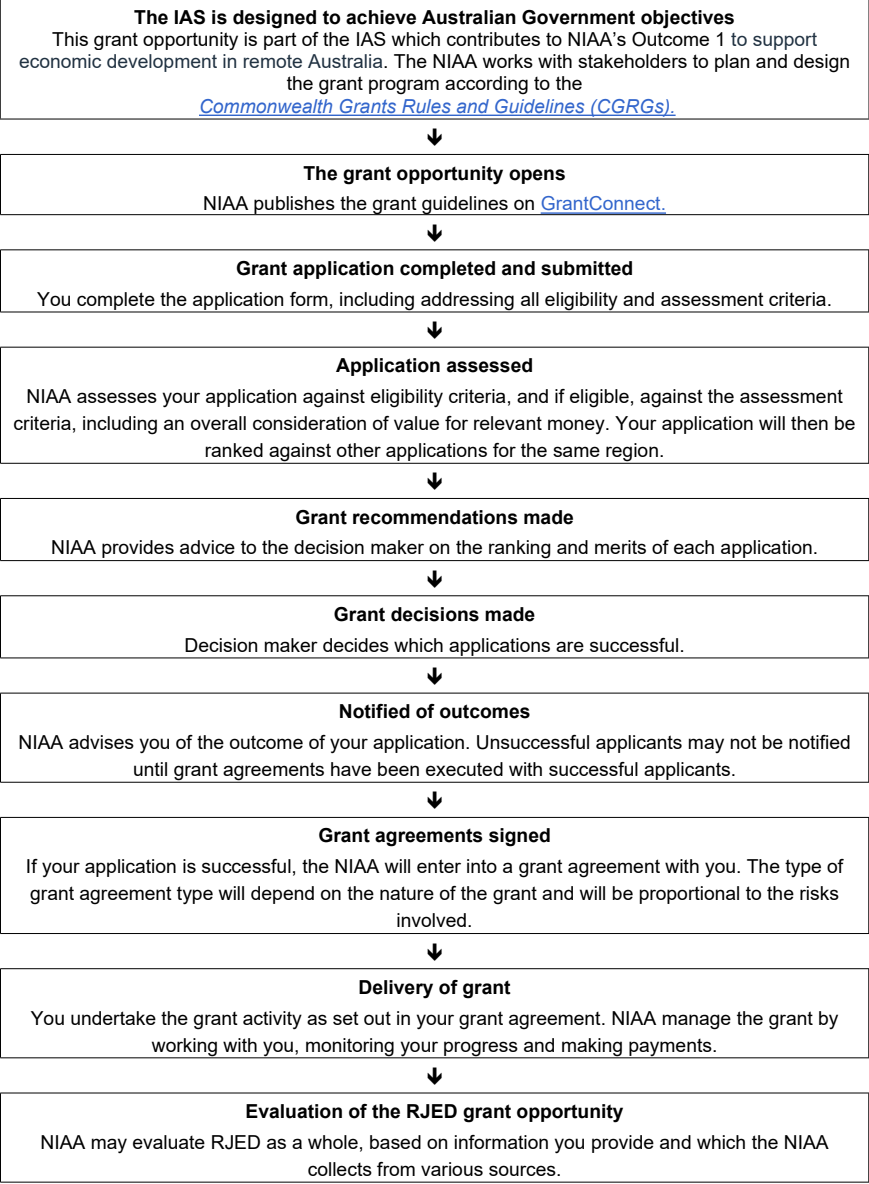 The IAS is designed to achieve Australian Government objectives
This grant opportunity is part of the IAS which contributes to NIAA's Outcome 1 to support
economic development in remote Australia. The NIAA works with stakeholders to plan and design
the grant program according to the
Commonwealth Grants Rules and Guidelines (CGRGs).
The grant opportunity opens
NIAA publishes the grant guidelines on GrantConnect.
Grant application completed and submitted
You complete the application form, including addressing all eligibility and assessment criteria.
Application assessed
NIAA assesses your application against eligibility criteria, and if eligible, against the assessment
criteria, including an overall consideration of value for relevant money. Your application will then be
ranked against other applications for the same region.
Grant recommendations made
NIAA provides advice to the decision maker on the ranking and merits of each application.
Grant decisions made
Decision maker decides which applications are successful.
Notified of outcomes
NIAA advises you of the outcome of your application. Unsuccessful applicants may not be notified
until grant agreements have been executed with successful applicants.
Grant agreements signed
If your application is successful, the NIAA will enter into a grant agreement with you. The type of
grant agreement type will depend on the nature of the grant and will be proportional to the risks
involved.
Delivery of grant
You undertake the grant activity as set out in your grant agreement. NIAA manage the grant by
working with you, monitoring your progress and making payments.
Evaluation of the RJED grant opportunity
NIAA may evaluate RJED as a whole, based on information you provide and which the NIAA
collects from various sources.